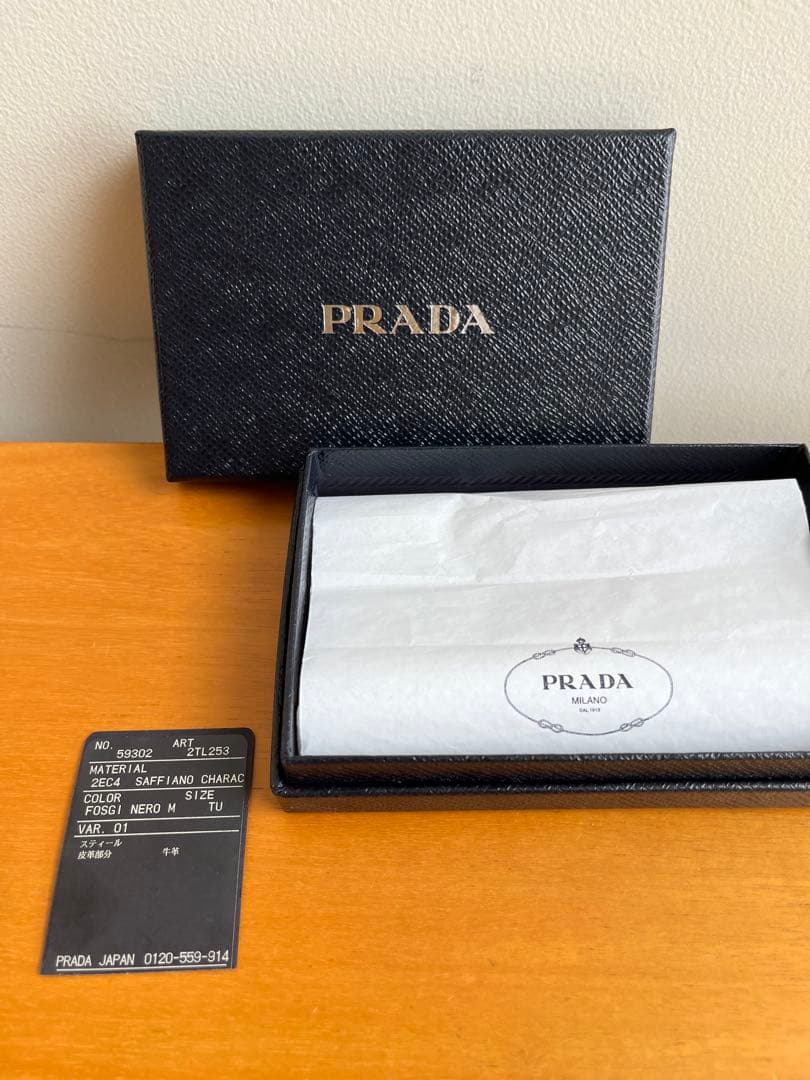 PRADA
PRADA
MILANO
DAL 1913
NO. ART
59302 2TL253
MATERIAL
2EC4 SAFFIANO CHARAC
COLOR SIZE
F0SGI NERO M TU
VAR. 01
スティール
皮革部分 牛革
PRADA JAPAN 0120-559-914